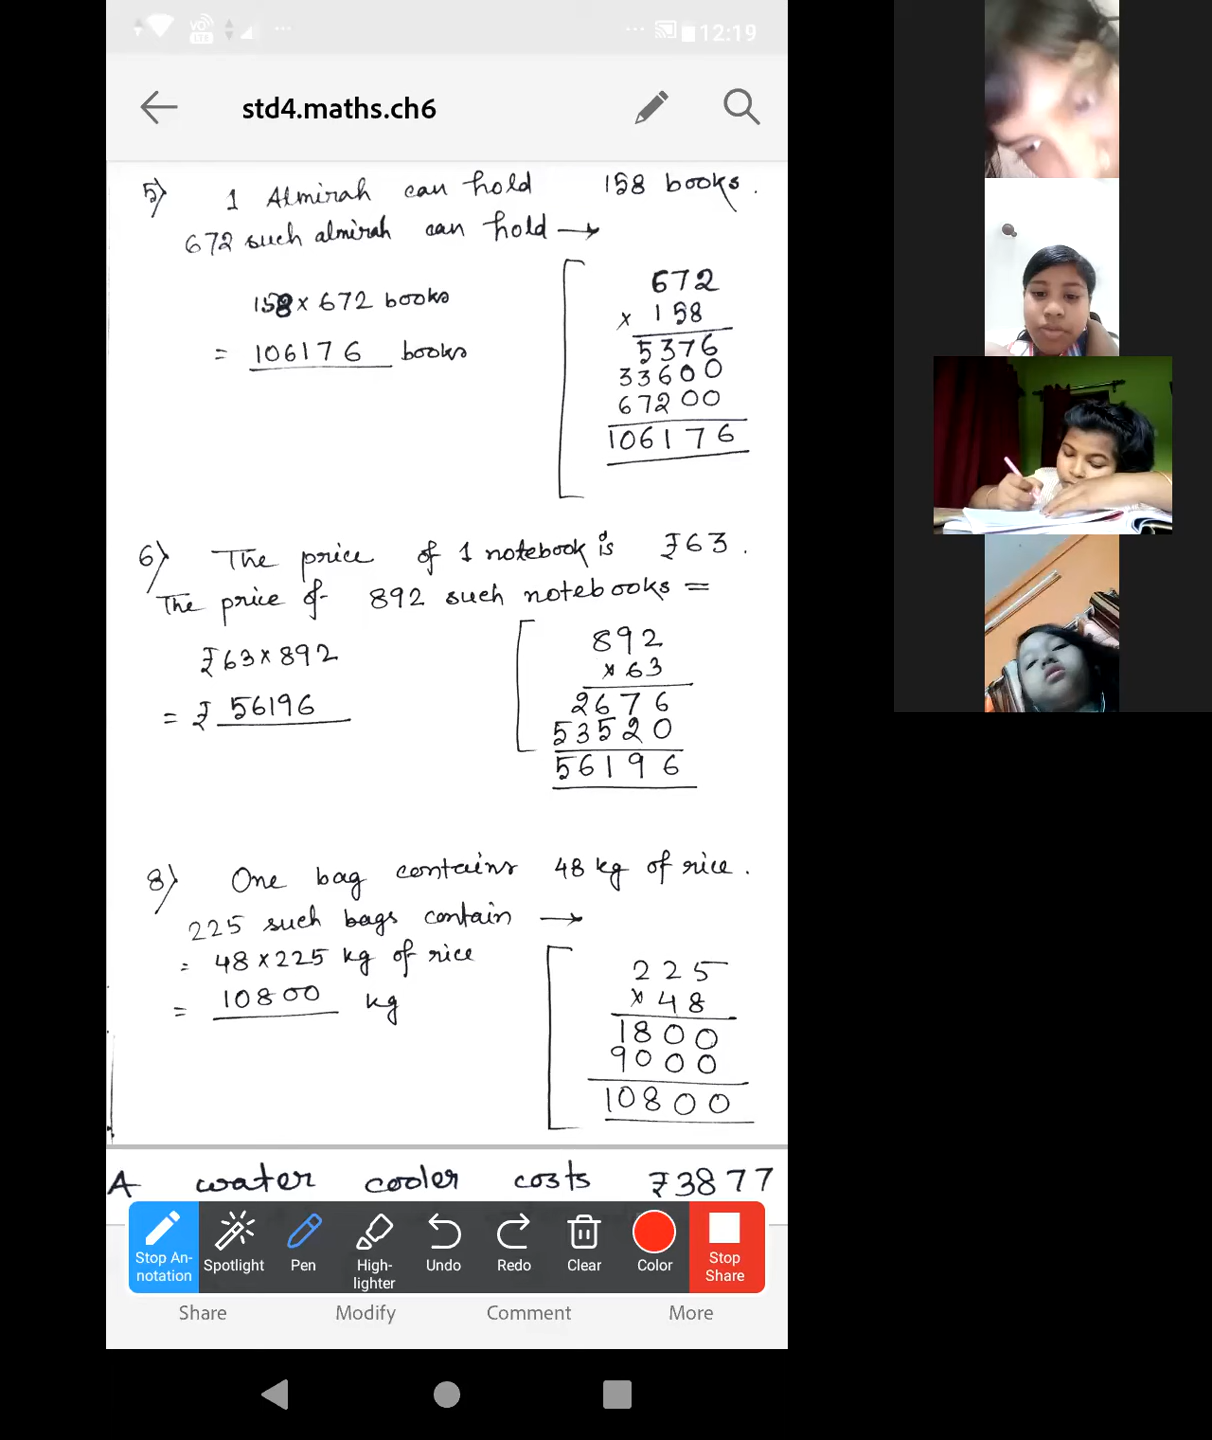 VO LTE 12:19
std4.maths.ch6
5) 1 Almirah can hold 158 books.
672 such almirah can hold →
158 x 672 books
= 106176 books
672
x 158
5376
33600
67200
106176
6) The price of 1 notebook is ₹63.
The price of 892 such notebooks =
₹63 x 892
= ₹ 56196
892
x 63
2676
53520
56196
8) One bag contains 48 kg of rice.
225 such bags contain →
= 48 x 225 kg of rice
= 10800 kg
225
x 48
1800
9000
10800
A water cooler costs ₹3877
Stop Annotation Spotlight Pen Highlighter Undo Redo Clear Color Stop Share
Share Modify Comment More